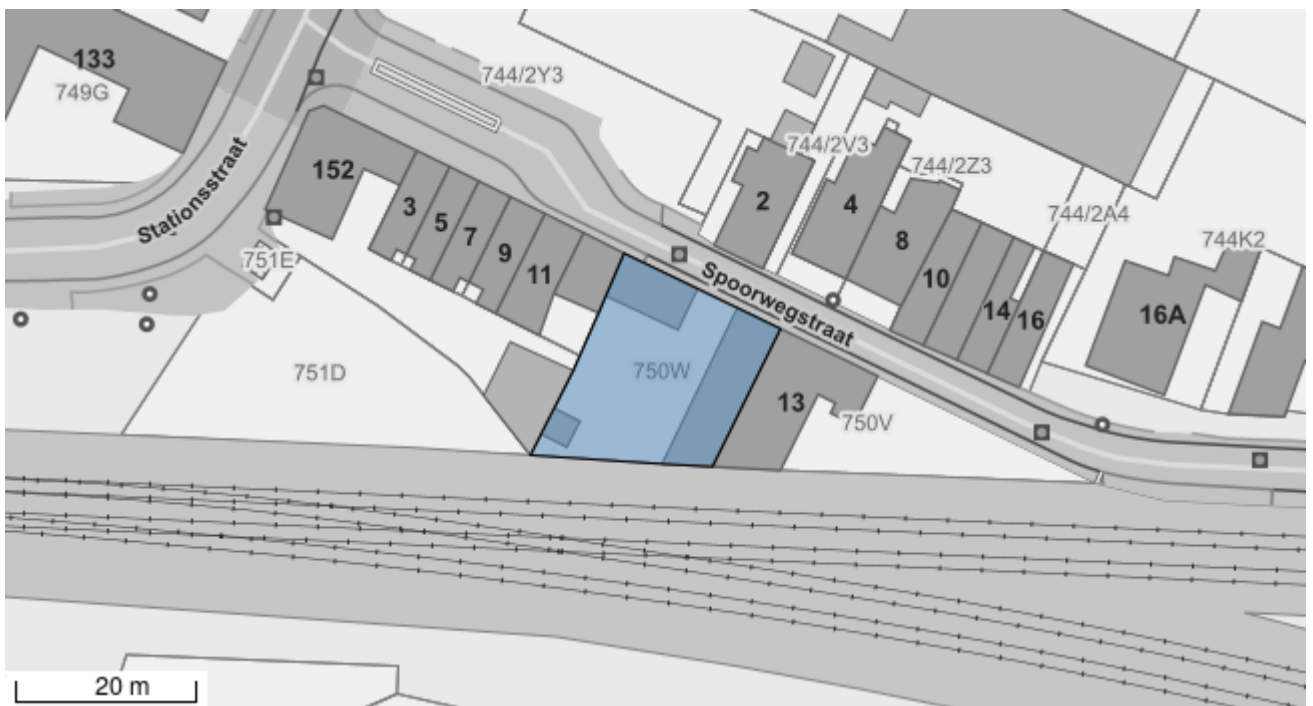 133
749G
744/2Y3
Stationsstraat
152
3
5
7
9
11
751E
751D
2
744/2V3
4
744/2Z3
8
10
14
16
744/2A4
744K2
16A
Spoorwegstraat
750W
13
750V
20 m